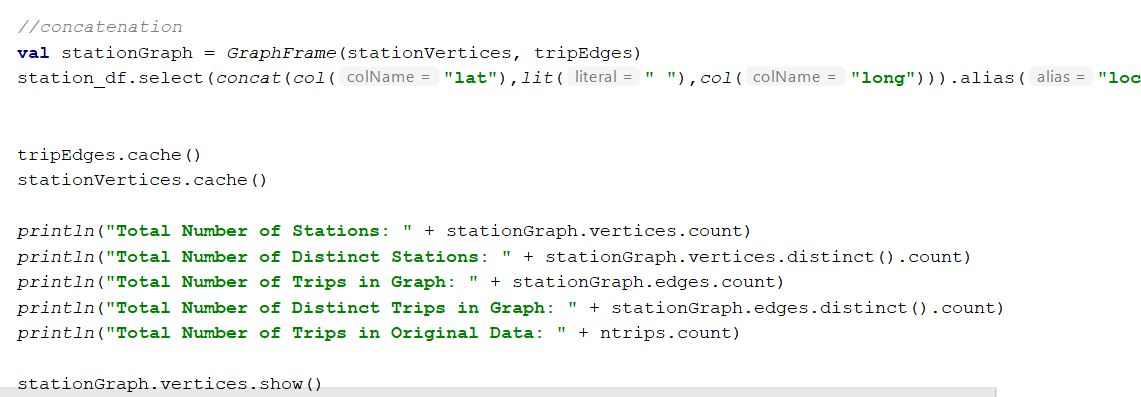 //concatenation
val stationGraph = GraphFrame(stationVertices, tripEdges)
station_df.select(concat(col( colName = "lat"),lit( literal = " "),col( colName = "long"))).alias( alias = "loc
tripEdges.cache()
stationVertices.cache()
println("Total Number of Stations: " + stationGraph.vertices.count)
println("Total Number of Distinct Stations: " + stationGraph.vertices.distinct().count)
println("Total Number of Trips in Graph: " + stationGraph.edges.count)
println("Total Number of Distinct Trips in Graph: " + stationGraph.edges.distinct().count)
println("Total Number of Trips in Original Data: " + ntrips.count)
stationGraph.vertices.show()